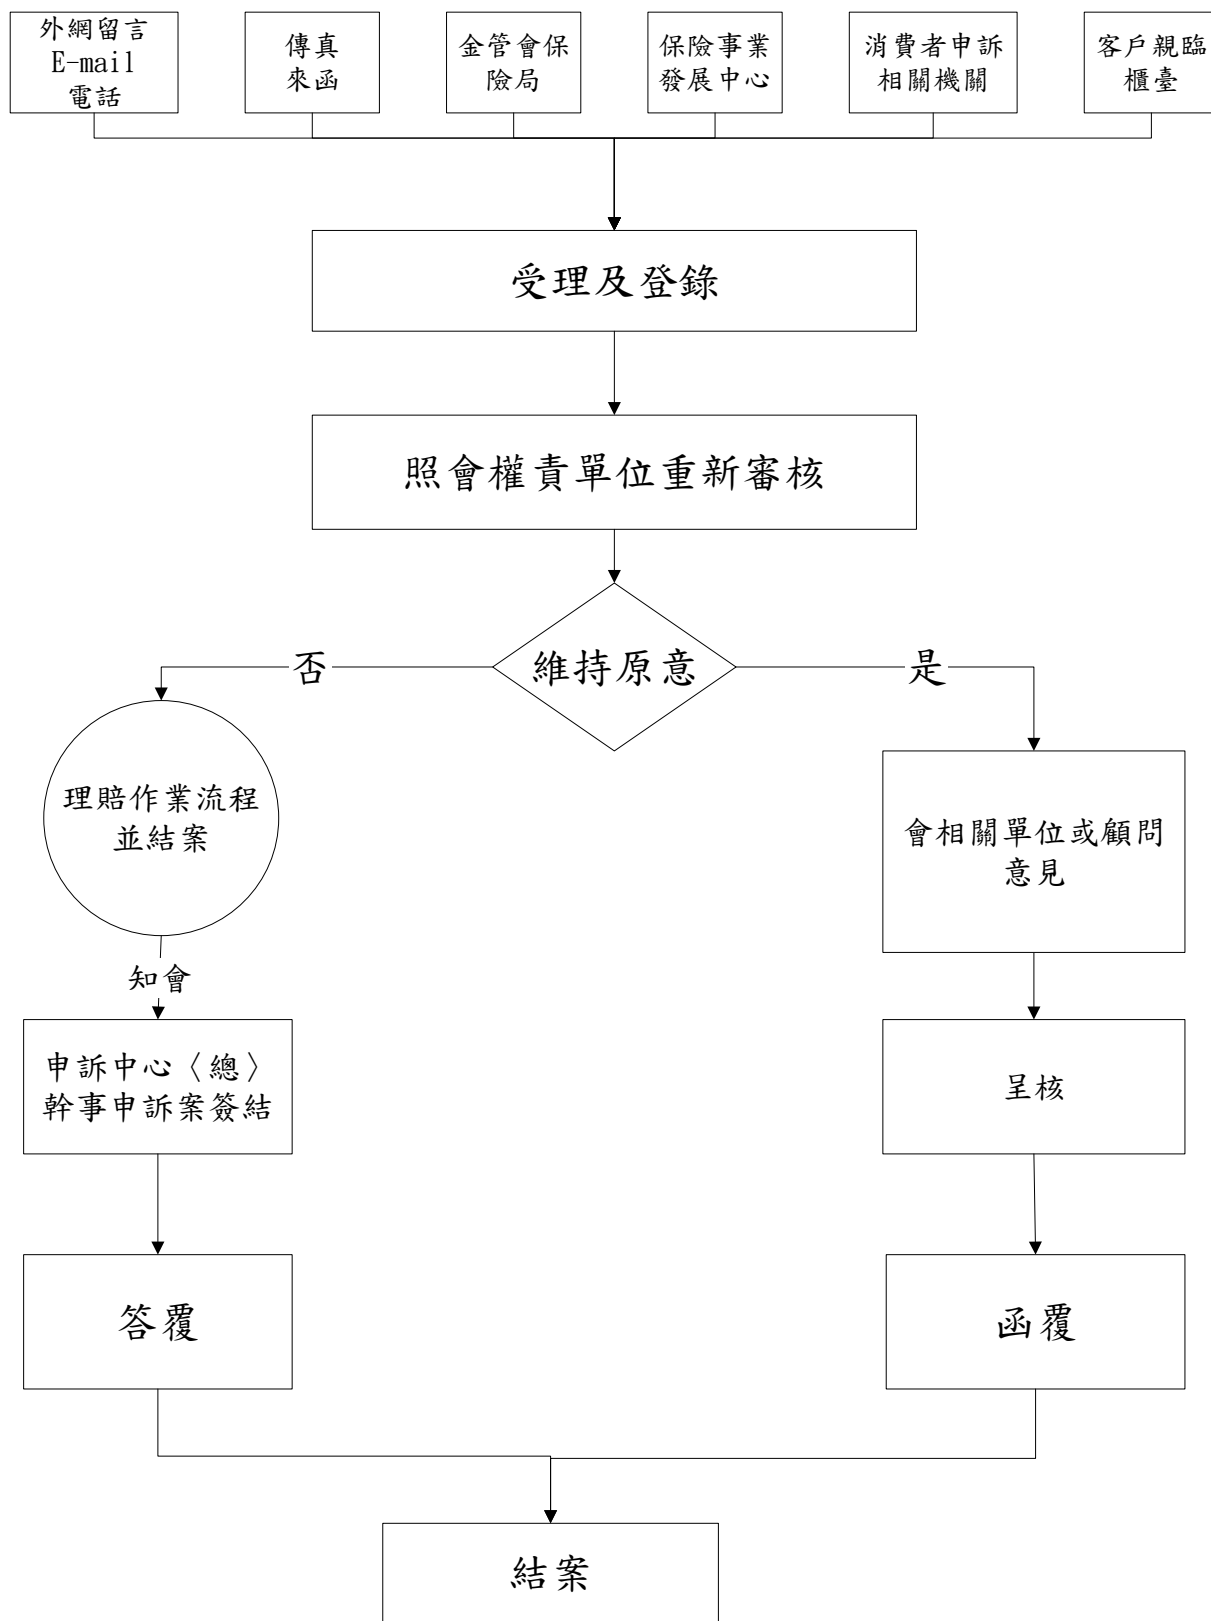 外網留言
E-mail
電話
傳真
來函
金管會保
險局
保險事業
發展中心
消費者申訴
相關機關
客戶親臨
櫃臺
受理及登錄
照會權責單位重新審核
維持原意
否
是
理賠作業流程
並結案
會相關單位或顧問
意見
知會
申訴中心〈總〉
幹事申訴案簽結
呈核
答覆
函覆
結案